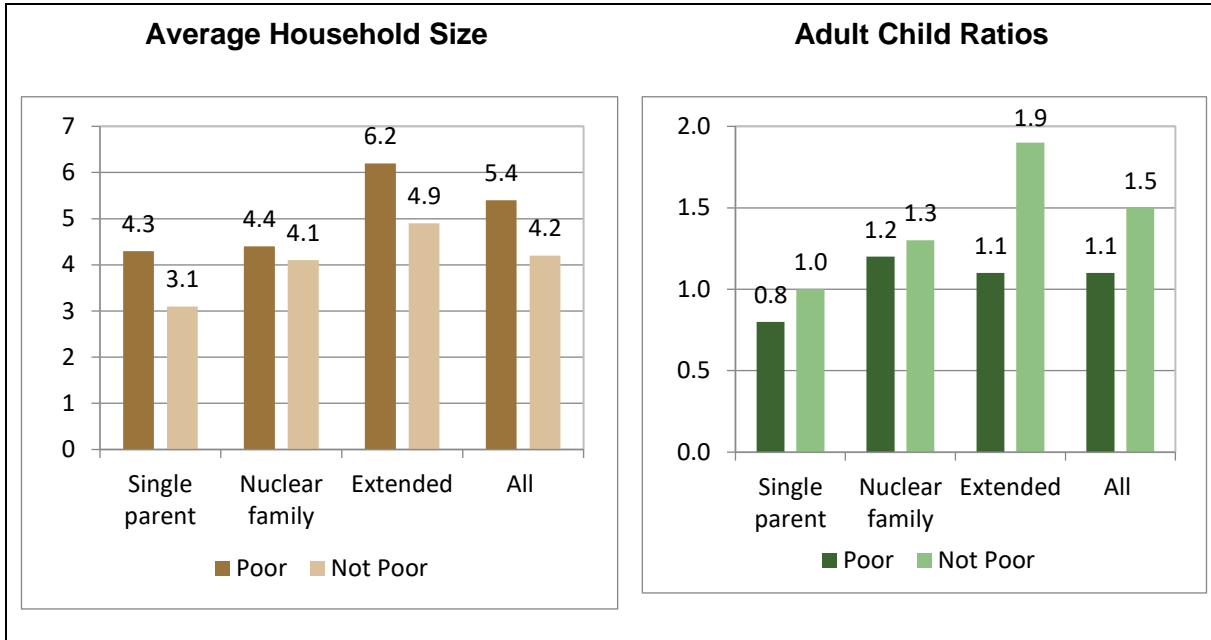 Average Household Size
7
6
5
4
3
2
1
0
4.3
3.1
4.4
4.1
6.2
4.9
5.4
4.2
Single parent
Nuclear family
Extended
All
Poor
Not Poor
Adult Child Ratios
2.0
1.5
1.0
0.5
0.0
0.8
1.0
1.2
1.3
1.1
1.9
1.1
1.5
Single parent
Nuclear family
Extended
All
Poor
Not Poor